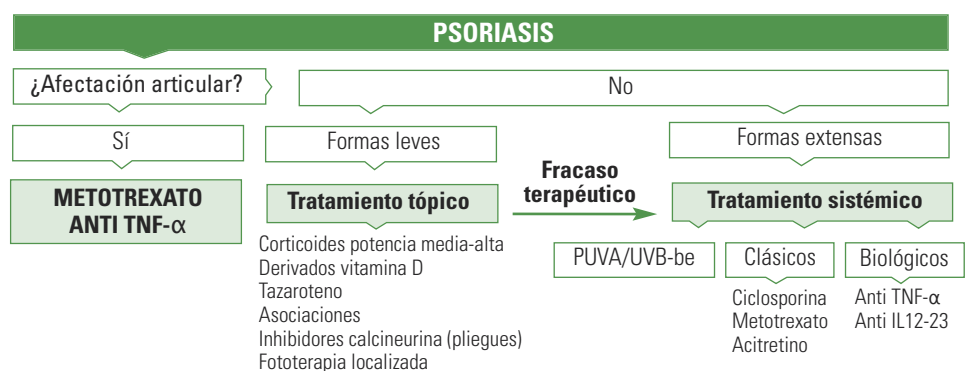 PSORIASIS
¿Afectación articular?
No
Sí
Formas leves
Formas extensas
METOTREXATO
ANTI TNF-α
Tratamiento tópico
Fracaso
terapéutico
Tratamiento sistémico
Corticoides potencia media-alta
Derivados vitamina D
Tazaroteno
Asociaciones
Inhibidores calcineurina (pliegues)
Fototerapia localizada
PUVA/UVB-be
Clásicos
Ciclosporina
Metotrexato
Acitretino
Biológicos
Anti TNF-α
Anti IL12-23